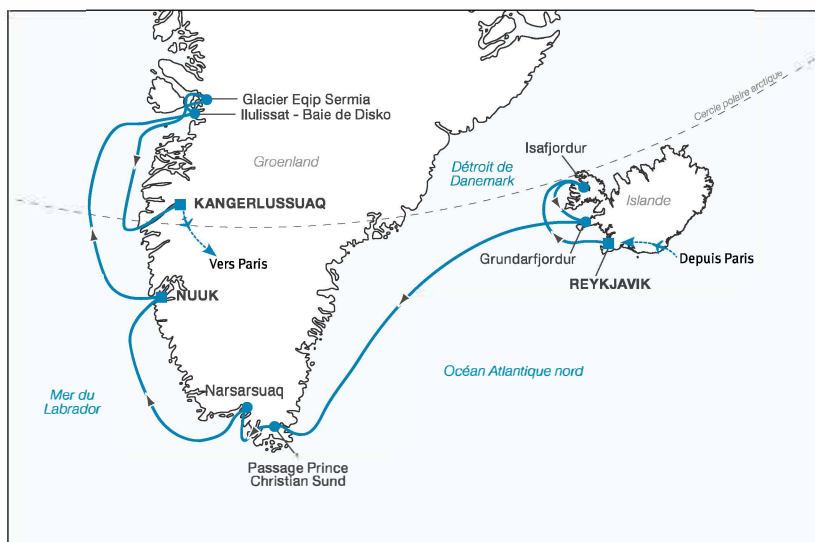 Cercle polaire arctique
Glacier Eqip Sermia
Ilulissat - Baie de Disko
Groenland
Isafjordur
Détroit de
Danemark
Islande
KANGERLUSSUAQ
Vers Paris
Grundarfjordur
Depuis Paris
REYKJAVIK
NUUK
Océan Atlantique nord
Mer du
Labrador
Narsarsuaq
Passage Prince
Christian Sund